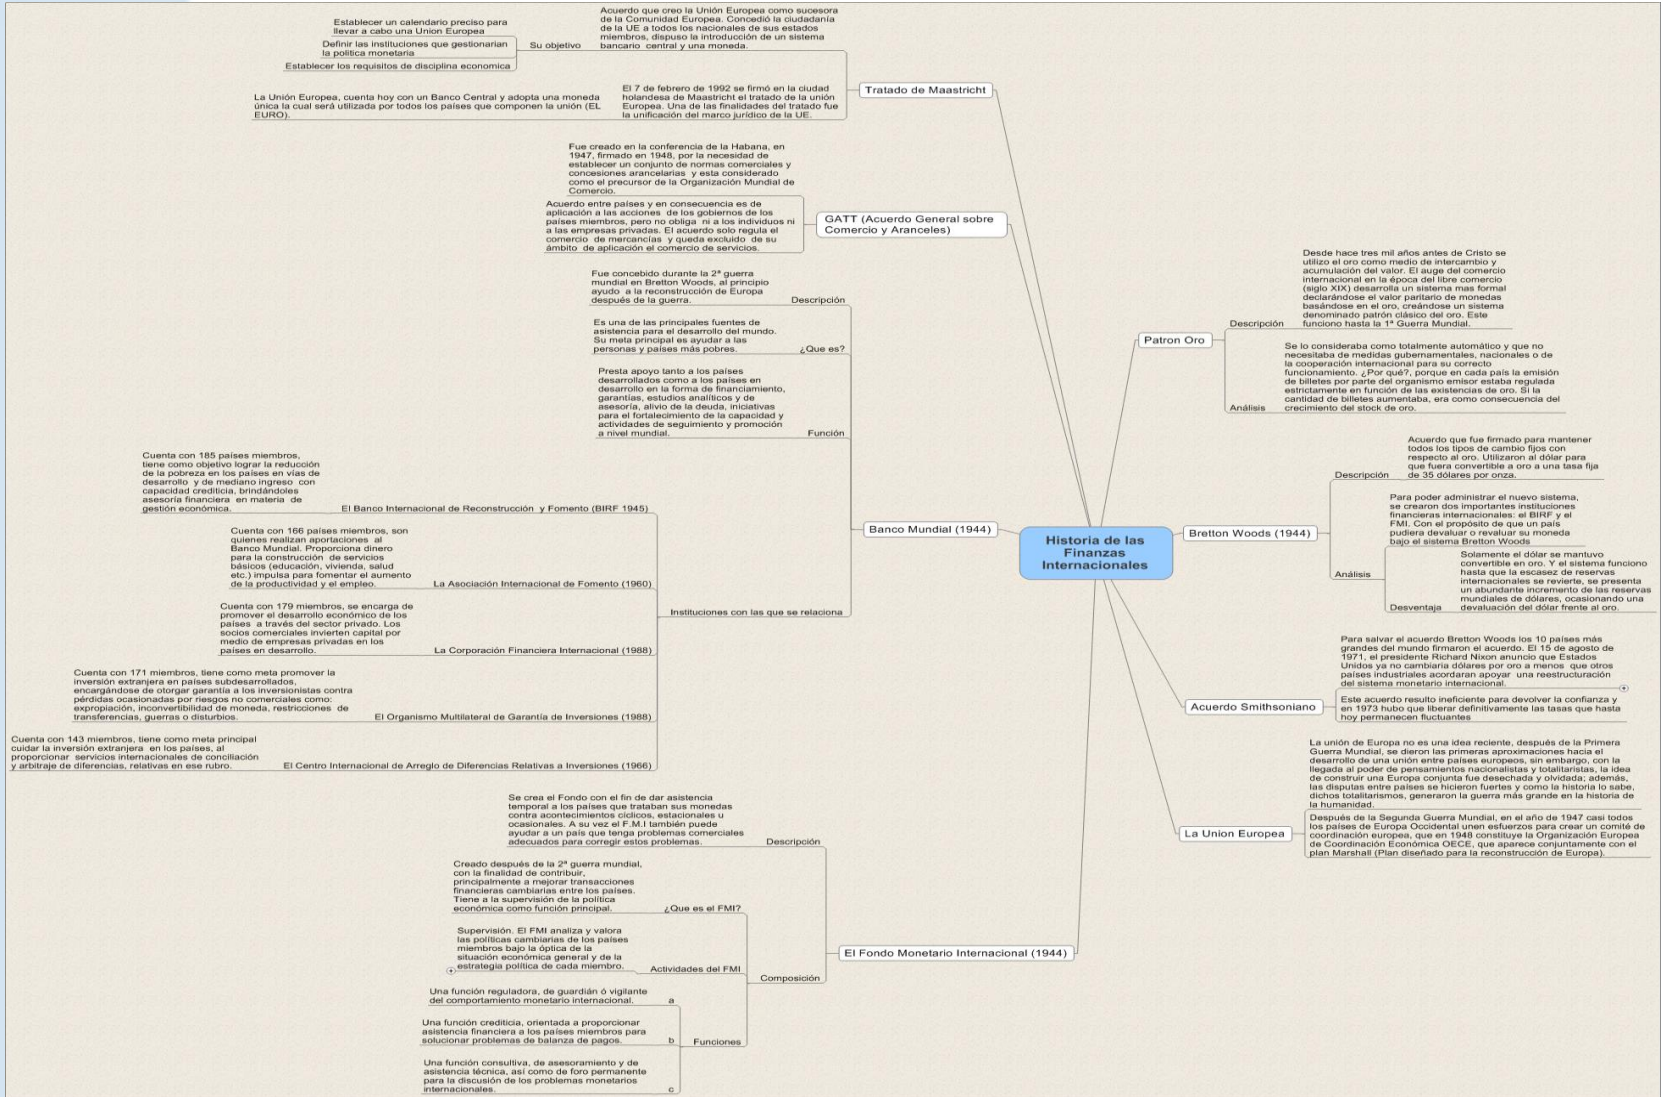 Establecer un calendario preciso para
llevar a cabo una Union Europea
Definir las instituciones que gestionarian
la politica monetaria
Establecer los requisitos de disciplina economica
Su objetivo
Acuerdo que creo la Unión Europea como sucesora
de la Comunidad Europea. Concedió la ciudadanía
de la UE a todos los nacionales de sus estados
miembros, dispuso la introducción de un sistema
bancario central y una moneda.
La Unión Europea, cuenta hoy con un Banco Central y adopta una moneda
única la cual será utilizada por todos los países que componen la unión (EL
EURO).
El 7 de febrero de 1992 se firmó en la ciudad
holandesa de Maastricht el tratado de la unión
Europea. Una de las finalidades del tratado fue
la unificación del marco jurídico de la UE.
Tratado de Maastricht
Fue creado en la conferencia de la Habana, en
1947, firmado en 1948, por la necesidad de
establecer un conjunto de normas comerciales y
concesiones arancelarias y esta considerado
como el precursor de la Organización Mundial de
Comercio.
Acuerdo entre países y en consecuencia es de
aplicación a las acciones de los gobiernos de los
países miembros, pero no obliga ni a los individuos ni
a las empresas privadas. El acuerdo solo regula el
comercio de mercancías y queda excluido de su
ámbito de aplicación el comercio de servicios.
GATT (Acuerdo General sobre
Comercio y Aranceles)
Fue concebido durante la 2ª guerra
mundial en Bretton Woods, al principio
ayudo a la reconstrucción de Europa
después de la guerra.
Descripción
Es una de las principales fuentes de
asistencia para el desarrollo del mundo.
Su meta principal es ayudar a las
personas y países más pobres.
¿Que es?
Presta apoyo tanto a los países
desarrollados como a los países en
desarrollo en la forma de financiamiento,
garantías, estudios analíticos y de
asesoría, alivio de la deuda, iniciativas
para el fortalecimiento de la capacidad y
actividades de seguimiento y promoción
a nivel mundial.
Función
Cuenta con 185 países miembros,
tiene como objetivo lograr la reducción
de la pobreza en los países en vías de
desarrollo y de mediano ingreso con
capacidad crediticia, brindándoles
asesoría financiera en materia de
gestión económica.
El Banco Internacional de Reconstrucción y Fomento (BIRF 1945)
Cuenta con 166 países miembros, son
quienes realizan aportaciones al
Banco Mundial. Proporciona dinero
para la construcción de servicios
básicos (educación, vivienda, salud
etc.) impulsa para fomentar el aumento
de la productividad y el empleo.
La Asociación Internacional de Fomento (1960)
Cuenta con 179 miembros, se encarga de
promover el desarrollo económico de los
países a través del sector privado. Los
socios comerciales invierten capital por
medio de empresas privadas en los
países en desarrollo.
La Corporación Financiera Internacional (1988)
Cuenta con 171 miembros, tiene como meta promover la
inversión extranjera en países subdesarrollados,
encargándose de otorgar garantía a los inversionistas contra
pérdidas ocasionadas por riesgos no comerciales como:
expropiación, inconvertibilidad de moneda, restricciones de
transferencias, guerras o disturbios.
El Organismo Multilateral de Garantía de Inversiones (1988)
Cuenta con 143 miembros, tiene como meta principal
cuidar la inversión extranjera en los países, al
proporcionar servicios internacionales de conciliación
y arbitraje de diferencias, relativas en ese rubro.
El Centro Internacional de Arreglo de Diferencias Relativas a Inversiones (1966)
Instituciones con las que se relaciona
Banco Mundial (1944)
Se crea el Fondo con el fin de dar asistencia
temporal a los países que trataban sus monedas
contra acontecimientos cíclicos, estacionales u
ocasionales. A su vez el F.M.I también puede
ayudar a un país que tenga problemas comerciales
adecuados para corregir estos problemas.
Descripción
Creado después de la 2ª guerra mundial,
con la finalidad de contribuir,
principalmente a mejorar transacciones
financieras cambiarias entre los países.
Tiene a la supervisión de la política
económica como función principal.
¿Que es el FMI?
Supervisión. El FMI analiza y valora
las políticas cambiarias de los países
miembros bajo la óptica de la
situación económica general y de la
estrategia política de cada miembro.
Actividades del FMI
Una función reguladora, de guardián ó vigilante
del comportamiento monetario internacional.
a
Una función crediticia, orientada a proporcionar
asistencia financiera a los países miembros para
solucionar problemas de balanza de pagos.
b
Una función consultiva, de asesoramiento y de
asistencia técnica, así como de foro permanente
para la discusión de los problemas monetarios
internacionales.
c
Funciones
Composición
El Fondo Monetario Internacional (1944)
Historia de las
Finanzas
Internacionales
Desde hace tres mil años antes de Cristo se
utilizo el oro como medio de intercambio y
acumulación del valor. El auge del comercio
internacional en la época del libre comercio
(siglo XIX) desarrolla un sistema mas formal
declarándose el valor paritario de monedas
basándose en el oro, creándose un sistema
denominado patrón clásico del oro. Este
funciono hasta la 1ª Guerra Mundial.
Descripción
Patron Oro
Se lo consideraba como totalmente automático y que no
necesitaba de medidas gubernamentales, nacionales o de
la cooperación internacional para su correcto
funcionamiento. ¿Por qué?, porque en cada país la emisión
de billetes por parte del organismo emisor estaba regulada
estrictamente en función de las existencias de oro. Si la
cantidad de billetes aumentaba, era como consecuencia del
crecimiento del stock de oro.
Análisis
Acuerdo que fue firmado para mantener
todos los tipos de cambio fijos con
respecto al oro. Utilizaron al dólar para
que fuera convertible a oro a una tasa fija
de 35 dólares por onza.
Descripción
Bretton Woods (1944)
Para poder administrar el nuevo sistema,
se crearon dos importantes instituciones
financieras internacionales: el BIRF y el
FMI. Con el propósito de que un país
pudiera devaluar o revaluar su moneda
bajo el sistema Bretton Woods
Análisis
Solamente el dólar se mantuvo
convertible en oro. Y el sistema funciono
hasta que la escasez de reservas
internacionales se revierte, se presenta
un abundante incremento de las reservas
mundiales de dólares, ocasionando una
devaluación del dólar frente al oro.
Desventaja
Para salvar el acuerdo Bretton Woods los 10 países más
grandes del mundo firmaron el acuerdo. El 15 de agosto de
1971, el presidente Richard Nixon anuncio que Estados
Unidos ya no cambiaria dólares por oro a menos que otros
países industriales acordaran apoyar una reestructuración
del sistema monetario internacional.
Acuerdo Smithsoniano
Este acuerdo resulto ineficiente para devolver la confianza y
en 1973 hubo que liberar definitivamente las tasas que hasta
hoy permanecen fluctuantes
La unión de Europa no es una idea reciente, después de la Primera
Guerra Mundial, se dieron las primeras aproximaciones hacia el
desarrollo de una unión entre países europeos, sin embargo, con la
llegada al poder de pensamientos nacionalistas y totalitaristas, la idea
de construir una Europa conjunta fue desechada y olvidada; además,
las disputas entre países se hicieron fuertes y como la historia lo sabe,
dichos totalitarismos, generaron la guerra más grande en la historia de
la humanidad.
La Union Europea
Después de la Segunda Guerra Mundial, en el año de 1947 casi todos
los países de Europa Occidental unen esfuerzos para crear un comité de
coordinación europea, que en 1948 constituye la Organización Europea
de Coordinación Económica OECE, que aparece conjuntamente con el
plan Marshall (Plan diseñado para la reconstrucción de Europa).